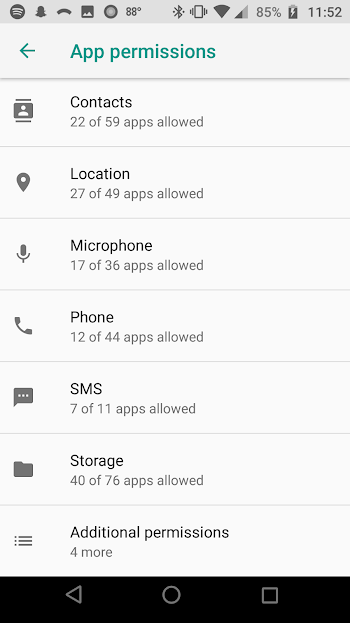 88° 85% 11:52
App permissions
Contacts
22 of 59 apps allowed
Location
27 of 49 apps allowed
Microphone
17 of 36 apps allowed
Phone
12 of 44 apps allowed
SMS
7 of 11 apps allowed
Storage
40 of 76 apps allowed
Additional permissions
4 more